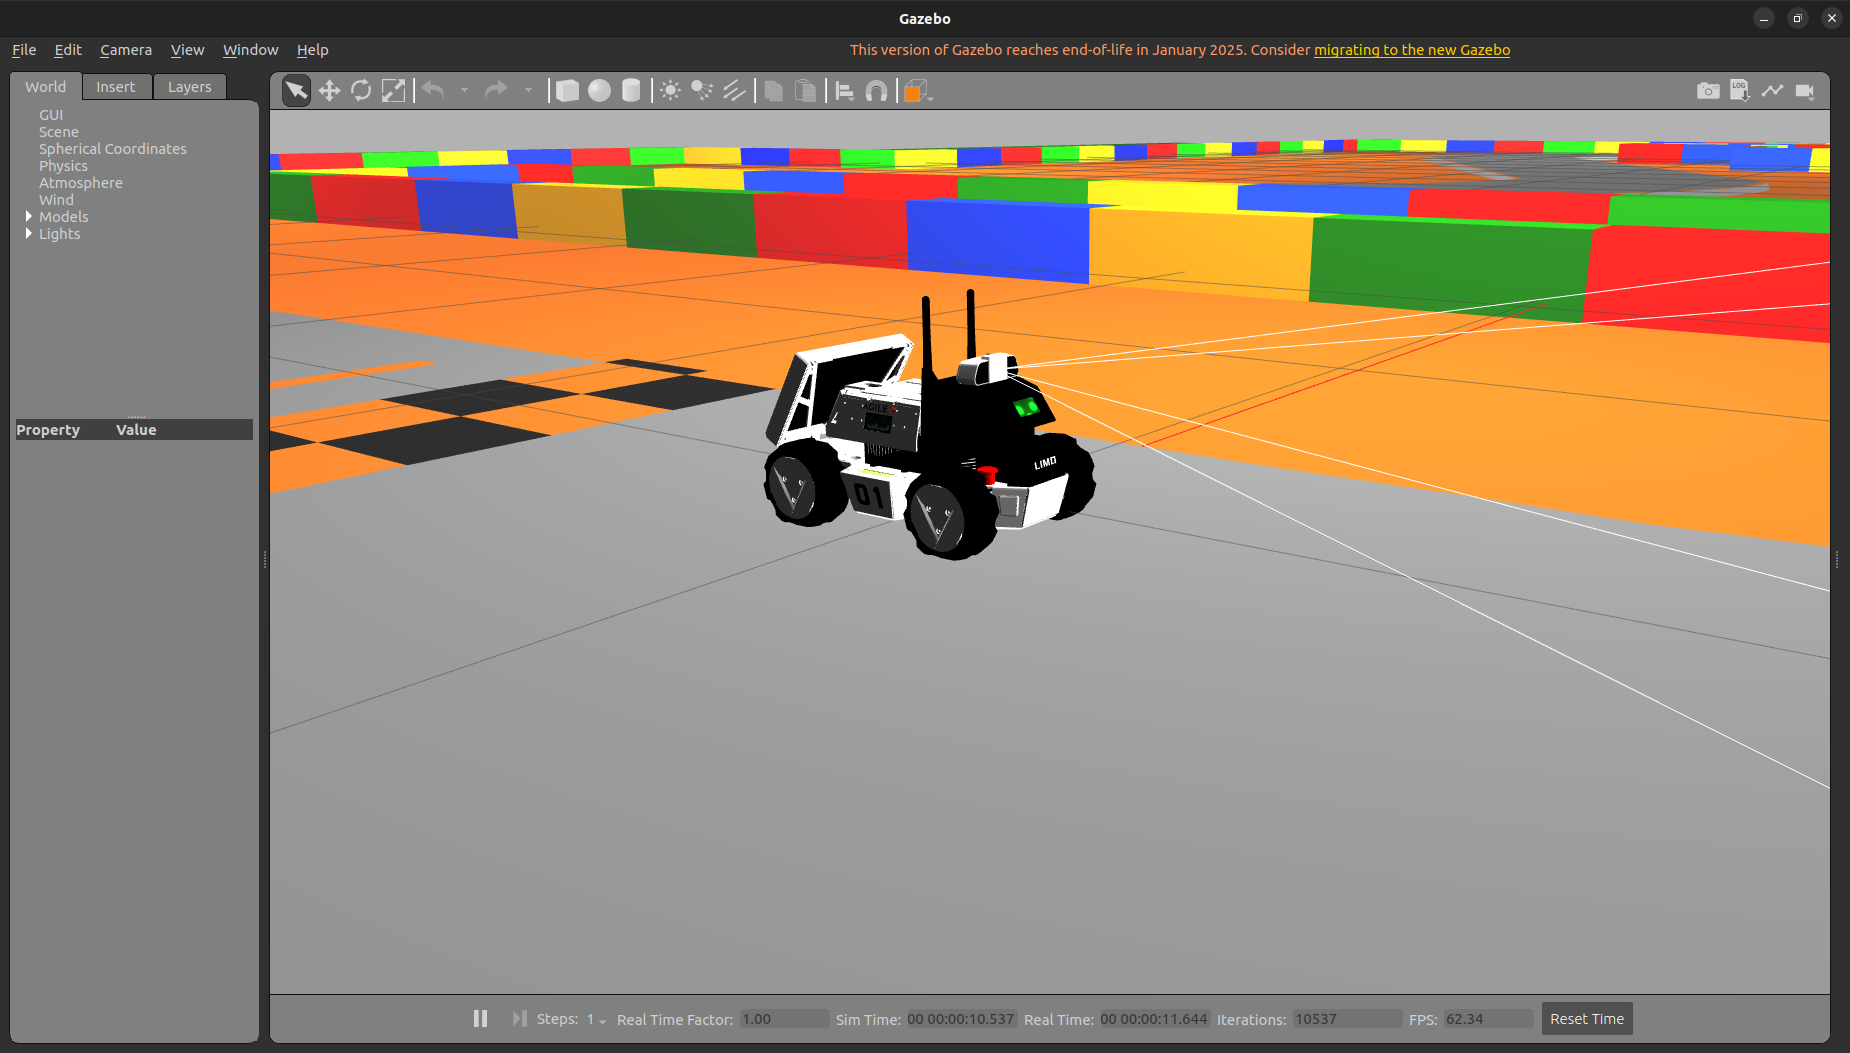 Gazebo
File Edit Camera View Window Help
This version of Gazebo reaches end-of-life in January 2025. Consider migrating to the new Gazebo
World Insert Layers
LOG
GUI
Scene
Spherical Coordinates
Physics
Atmosphere
Wind
Models
Lights
Property Value
AGILE
LIMO
01
Steps: 1 Real Time Factor: 1.00 Sim Time: 00 00:00:10.537 Real Time: 00 00:00:11.644 Iterations: 10537 FPS: 62.34 Reset Time